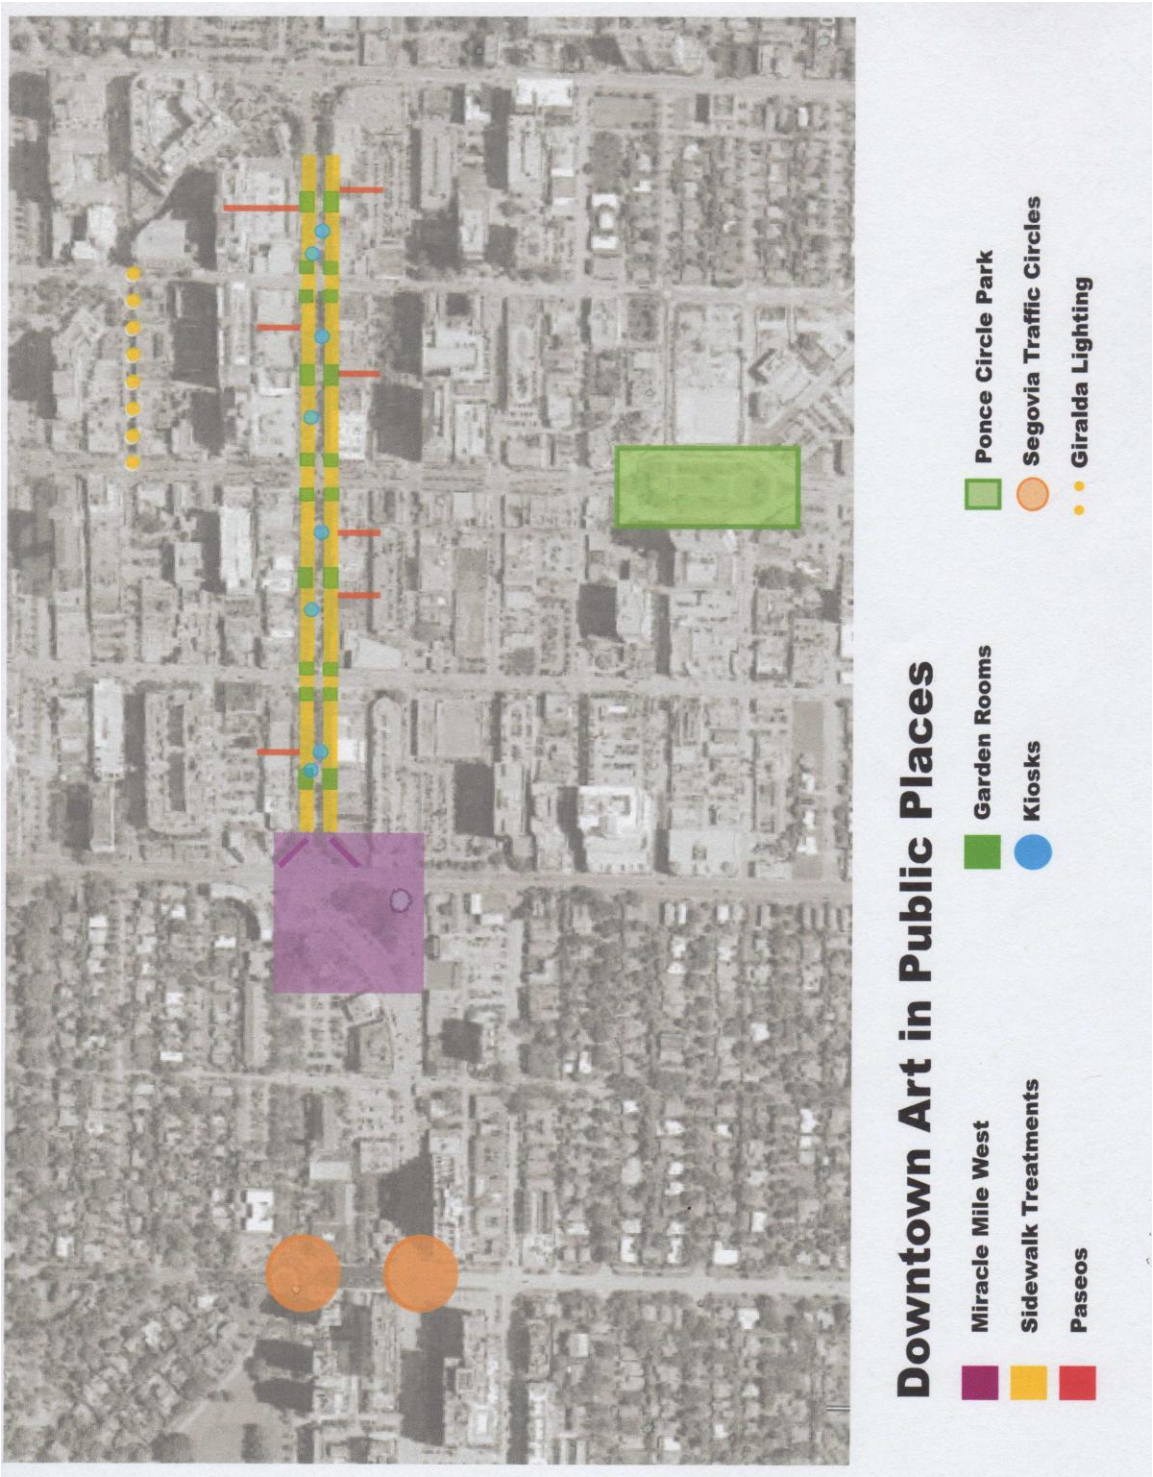 Downtown Art in Public Places
Miracle Mile West
Sidewalk Treatments
Paseos
Garden Rooms
Kiosks
Ponce Circle Park
Segovia Traffic Circles
Giralda Lighting